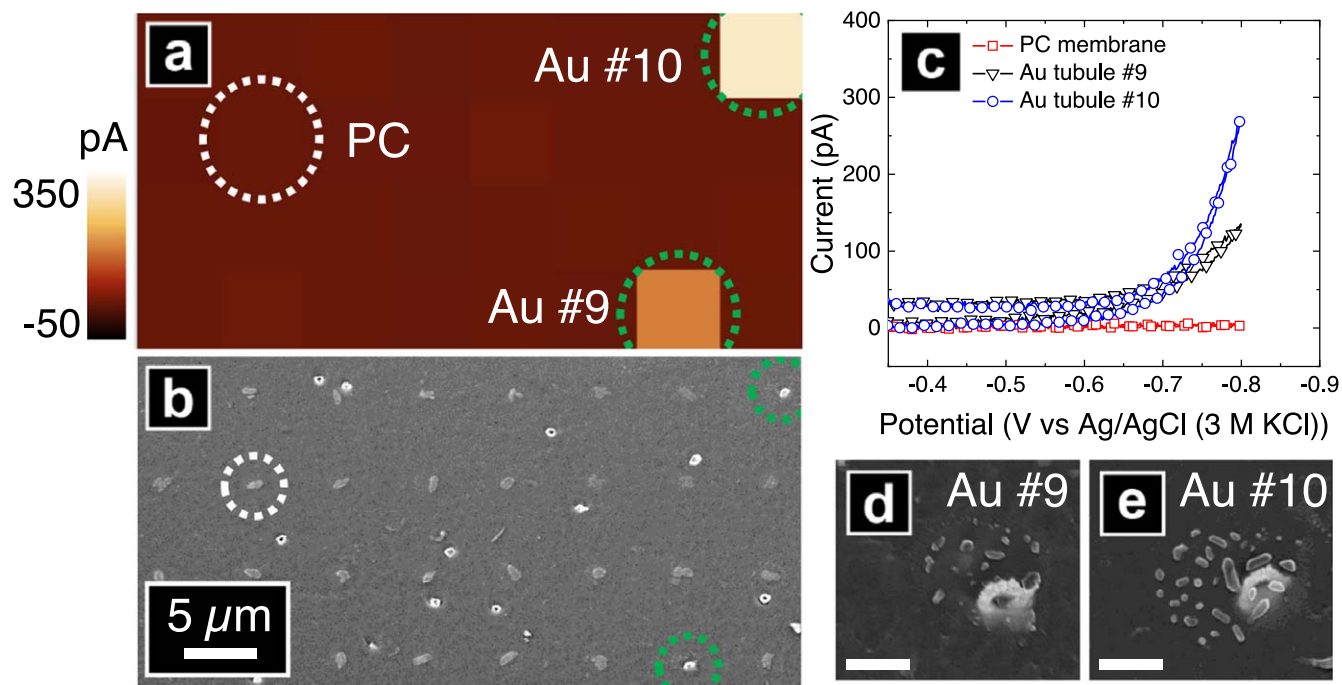 a
Au #10
PC
pA
350
-50
Au #9
b
5 µm
c
PC membrane
Au tubule #9
Au tubule #10
400
300
200
100
0
Current (pA)
-0.4 -0.5 -0.6 -0.7 -0.8 -0.9
Potential (V vs Ag/AgCl (3 M KCl))
d Au #9
e Au #10